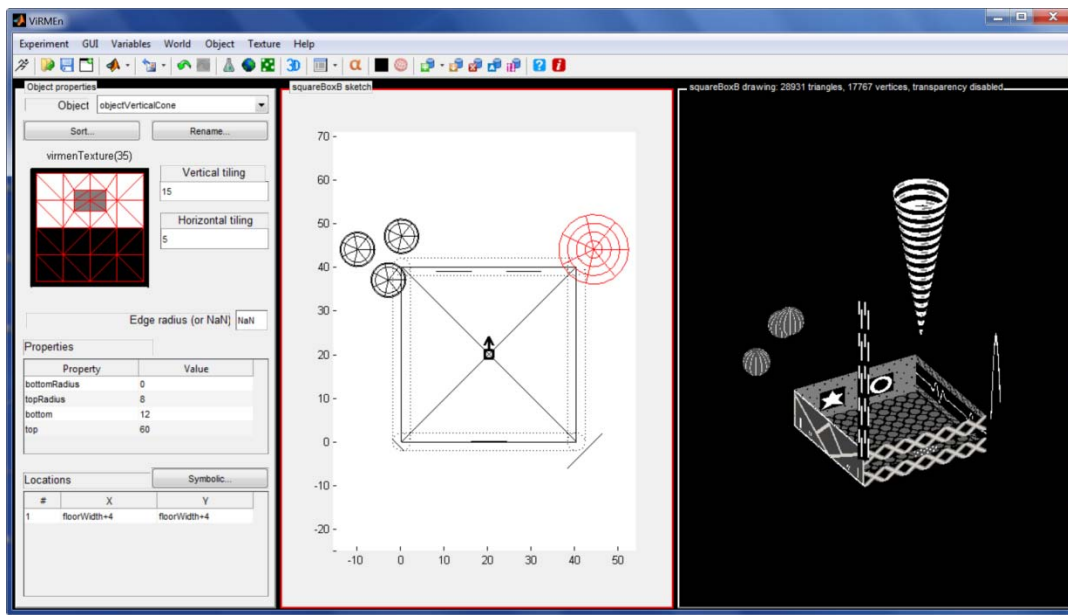 ViRMEn
Experiment GUI Variables World Object Texture Help
3D α
Object properties
Object objectVerticalCone
Sort... Rename...
virmenTexture(35)
Vertical tiling
15
Horizontal tiling
5
Edge radius (or NaN) NaN
Properties
Property Value
bottomRadius 0
topRadius 8
bottom 12
top 60
Locations Symbolic...
# X Y
1 floorWidth+4 floorWidth+4
squareBoxB sketch
70
60
50
40
30
20
10
0
-10
-20
-10 0 10 20 30 40 50
squareBoxB drawing: 28931 triangles, 17767 vertices, transparency disabled